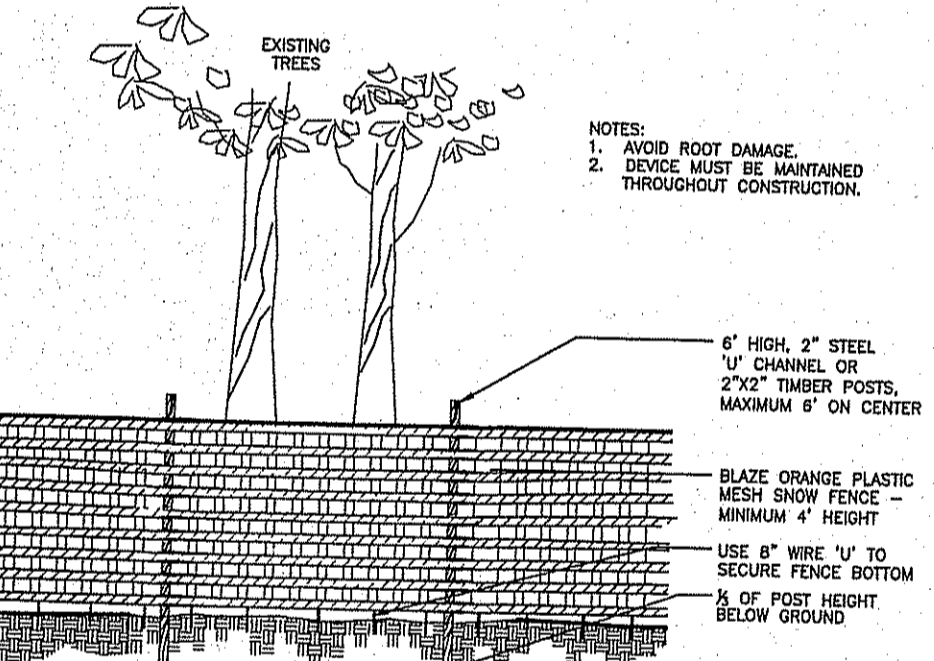 EXISTING
TREES
NOTES:
1. AVOID ROOT DAMAGE.
2. DEVICE MUST BE MAINTAINED
THROUGHOUT CONSTRUCTION.
6' HIGH, 2" STEEL
'U' CHANNEL OR
2"X2" TIMBER POSTS,
MAXIMUM 6' ON CENTER
BLAZE ORANGE PLASTIC
MESH SNOW FENCE –
MINIMUM 4' HEIGHT
USE 8" WIRE 'U' TO
SECURE FENCE BOTTOM
⅓ OF POST HEIGHT
BELOW GROUND